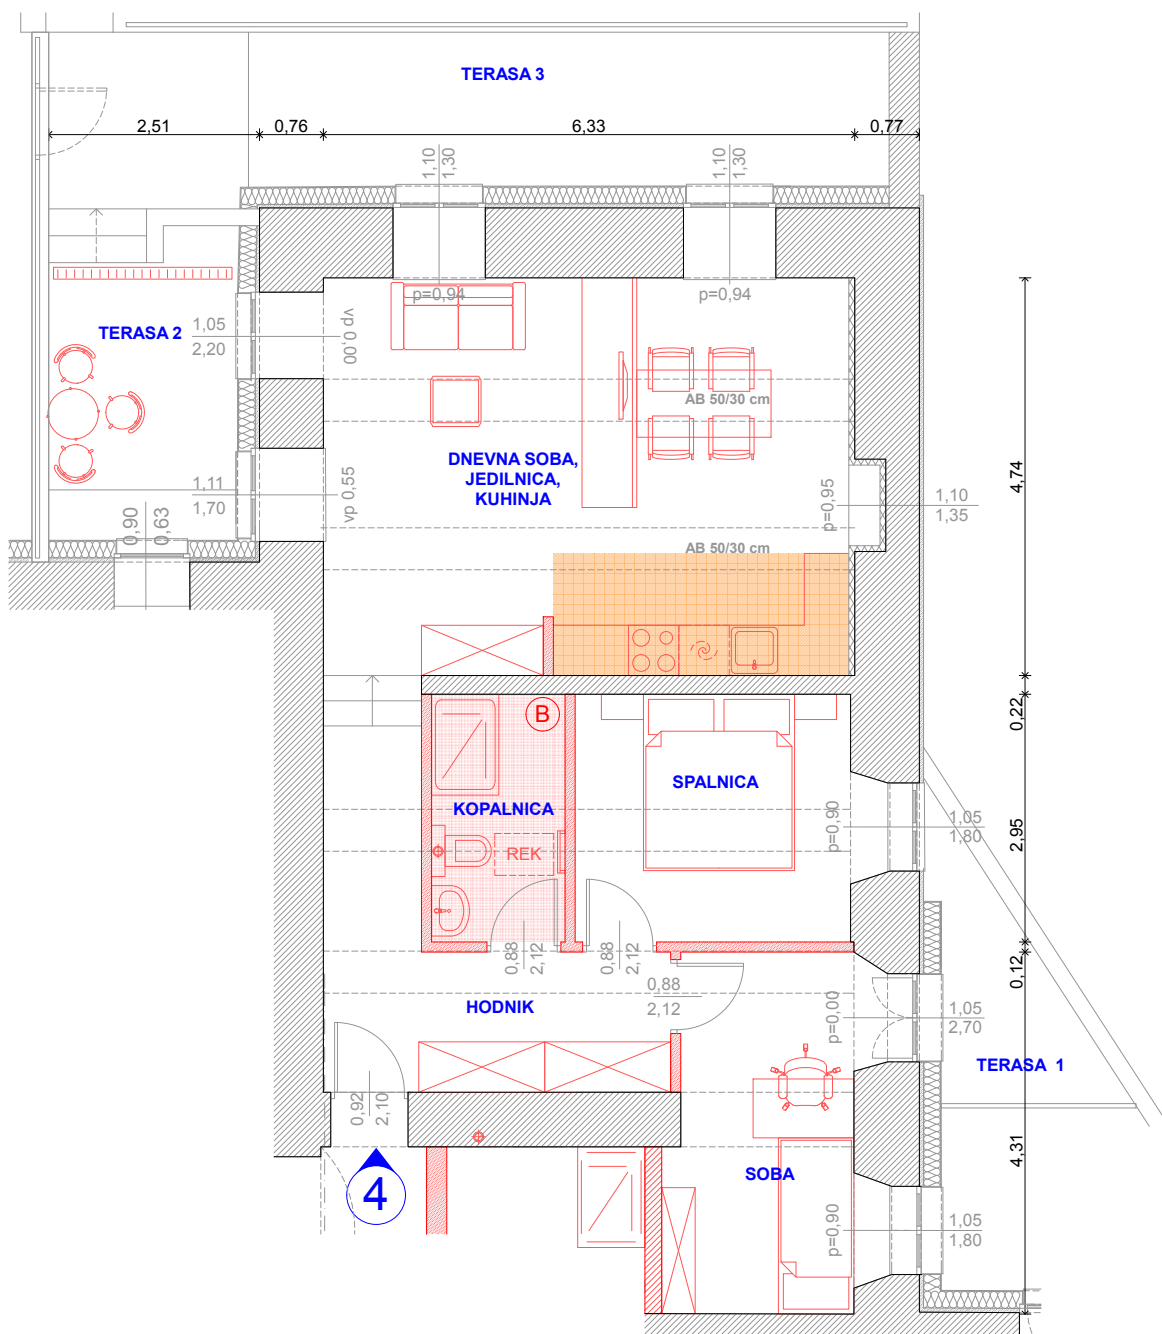 TERASA 3
2,51
0,76
6,33
0,77
1,10
1,30
1,10
1,30
p=0,94
p=0,94
TERASA 2
1,05
2,20
vp 0,00
AB 50/30 cm
DNEVNA SOBA,
JEDILNICA,
KUHINJA
4,74
1,11
1,70
vp 0,55
p=0,95
1,10
1,35
0,90
0,63
AB 50/30 cm
B
0,22
SPALNICA
KOPALNICA
p=0,90
1,05
1,80
2,95
REK
0,88
2,12
0,88
2,12
0,12
0,88
2,12
HODNIK
p=0,00
1,05
2,70
TERASA 1
0,92
2,10
4,31
SOBA
4
p=0,90
1,05
1,80